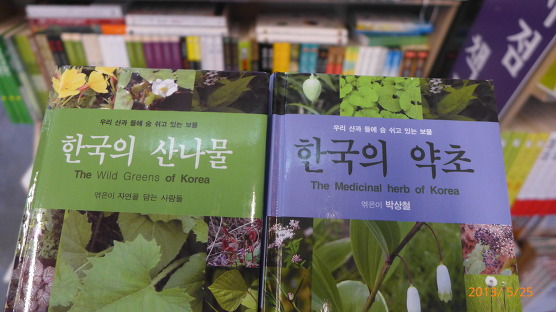 우리 산과 들에 숨 쉬고 있는 보물
한국의 산나물
The Wild Greens of Korea
엮은이 자연을 담는 사람들
우리 산과 들에 숨 쉬고 있는 보물
한국의 약초
The Medicinal herb of Korea
엮은이 박상철
점
책
2013/5/25